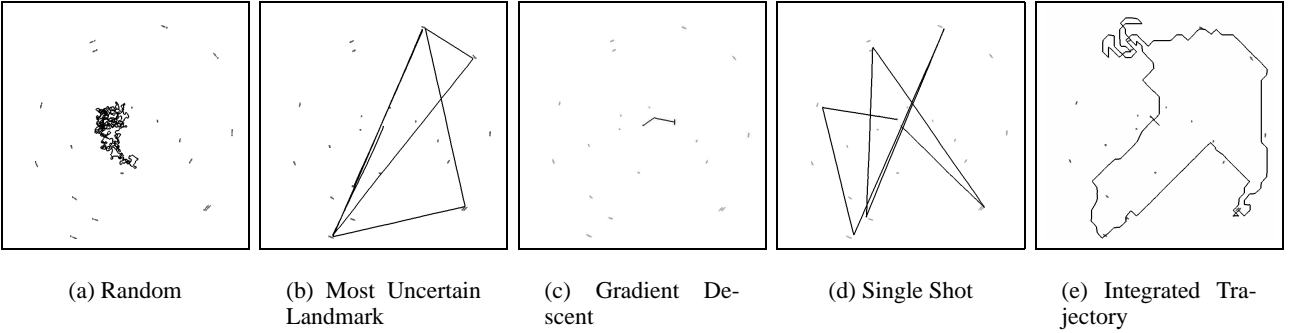 (a) Random
(b) Most Uncertain
Landmark
(c) Gradient De-
scent
(d) Single Shot
(e) Integrated Tra-
jectory